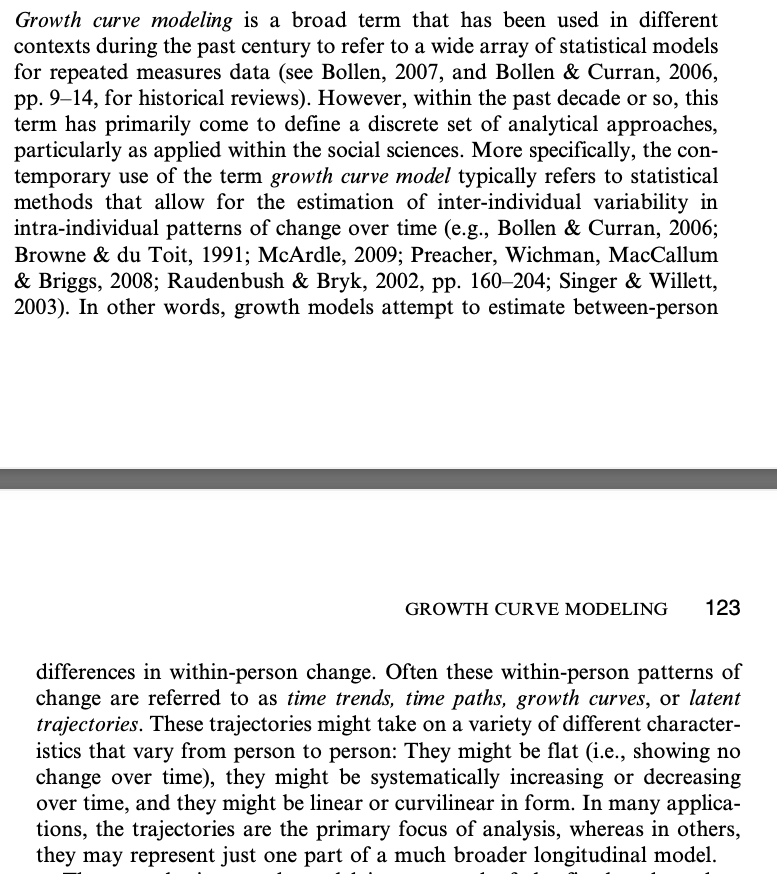 Growth curve modeling is a broad term that has been used in different
contexts during the past century to refer to a wide array of statistical models
for repeated measures data (see Bollen, 2007, and Bollen & Curran, 2006,
pp. 9–14, for historical reviews). However, within the past decade or so, this
term has primarily come to define a discrete set of analytical approaches,
particularly as applied within the social sciences. More specifically, the con-
temporary use of the term growth curve model typically refers to statistical
methods that allow for the estimation of inter-individual variability in
intra-individual patterns of change over time (e.g., Bollen & Curran, 2006;
Browne & du Toit, 1991; McArdle, 2009; Preacher, Wichman, MacCallum
& Briggs, 2008; Raudenbush & Bryk, 2002, pp. 160–204; Singer & Willett,
2003). In other words, growth models attempt to estimate between-person
GROWTH CURVE MODELING 123
differences in within-person change. Often these within-person patterns of
change are referred to as time trends, time paths, growth curves, or latent
trajectories. These trajectories might take on a variety of different character-
istics that vary from person to person: They might be flat (i.e., showing no
change over time), they might be systematically increasing or decreasing
over time, and they might be linear or curvilinear in form. In many applica-
tions, the trajectories are the primary focus of analysis, whereas in others,
they may represent just one part of a much broader longitudinal model.